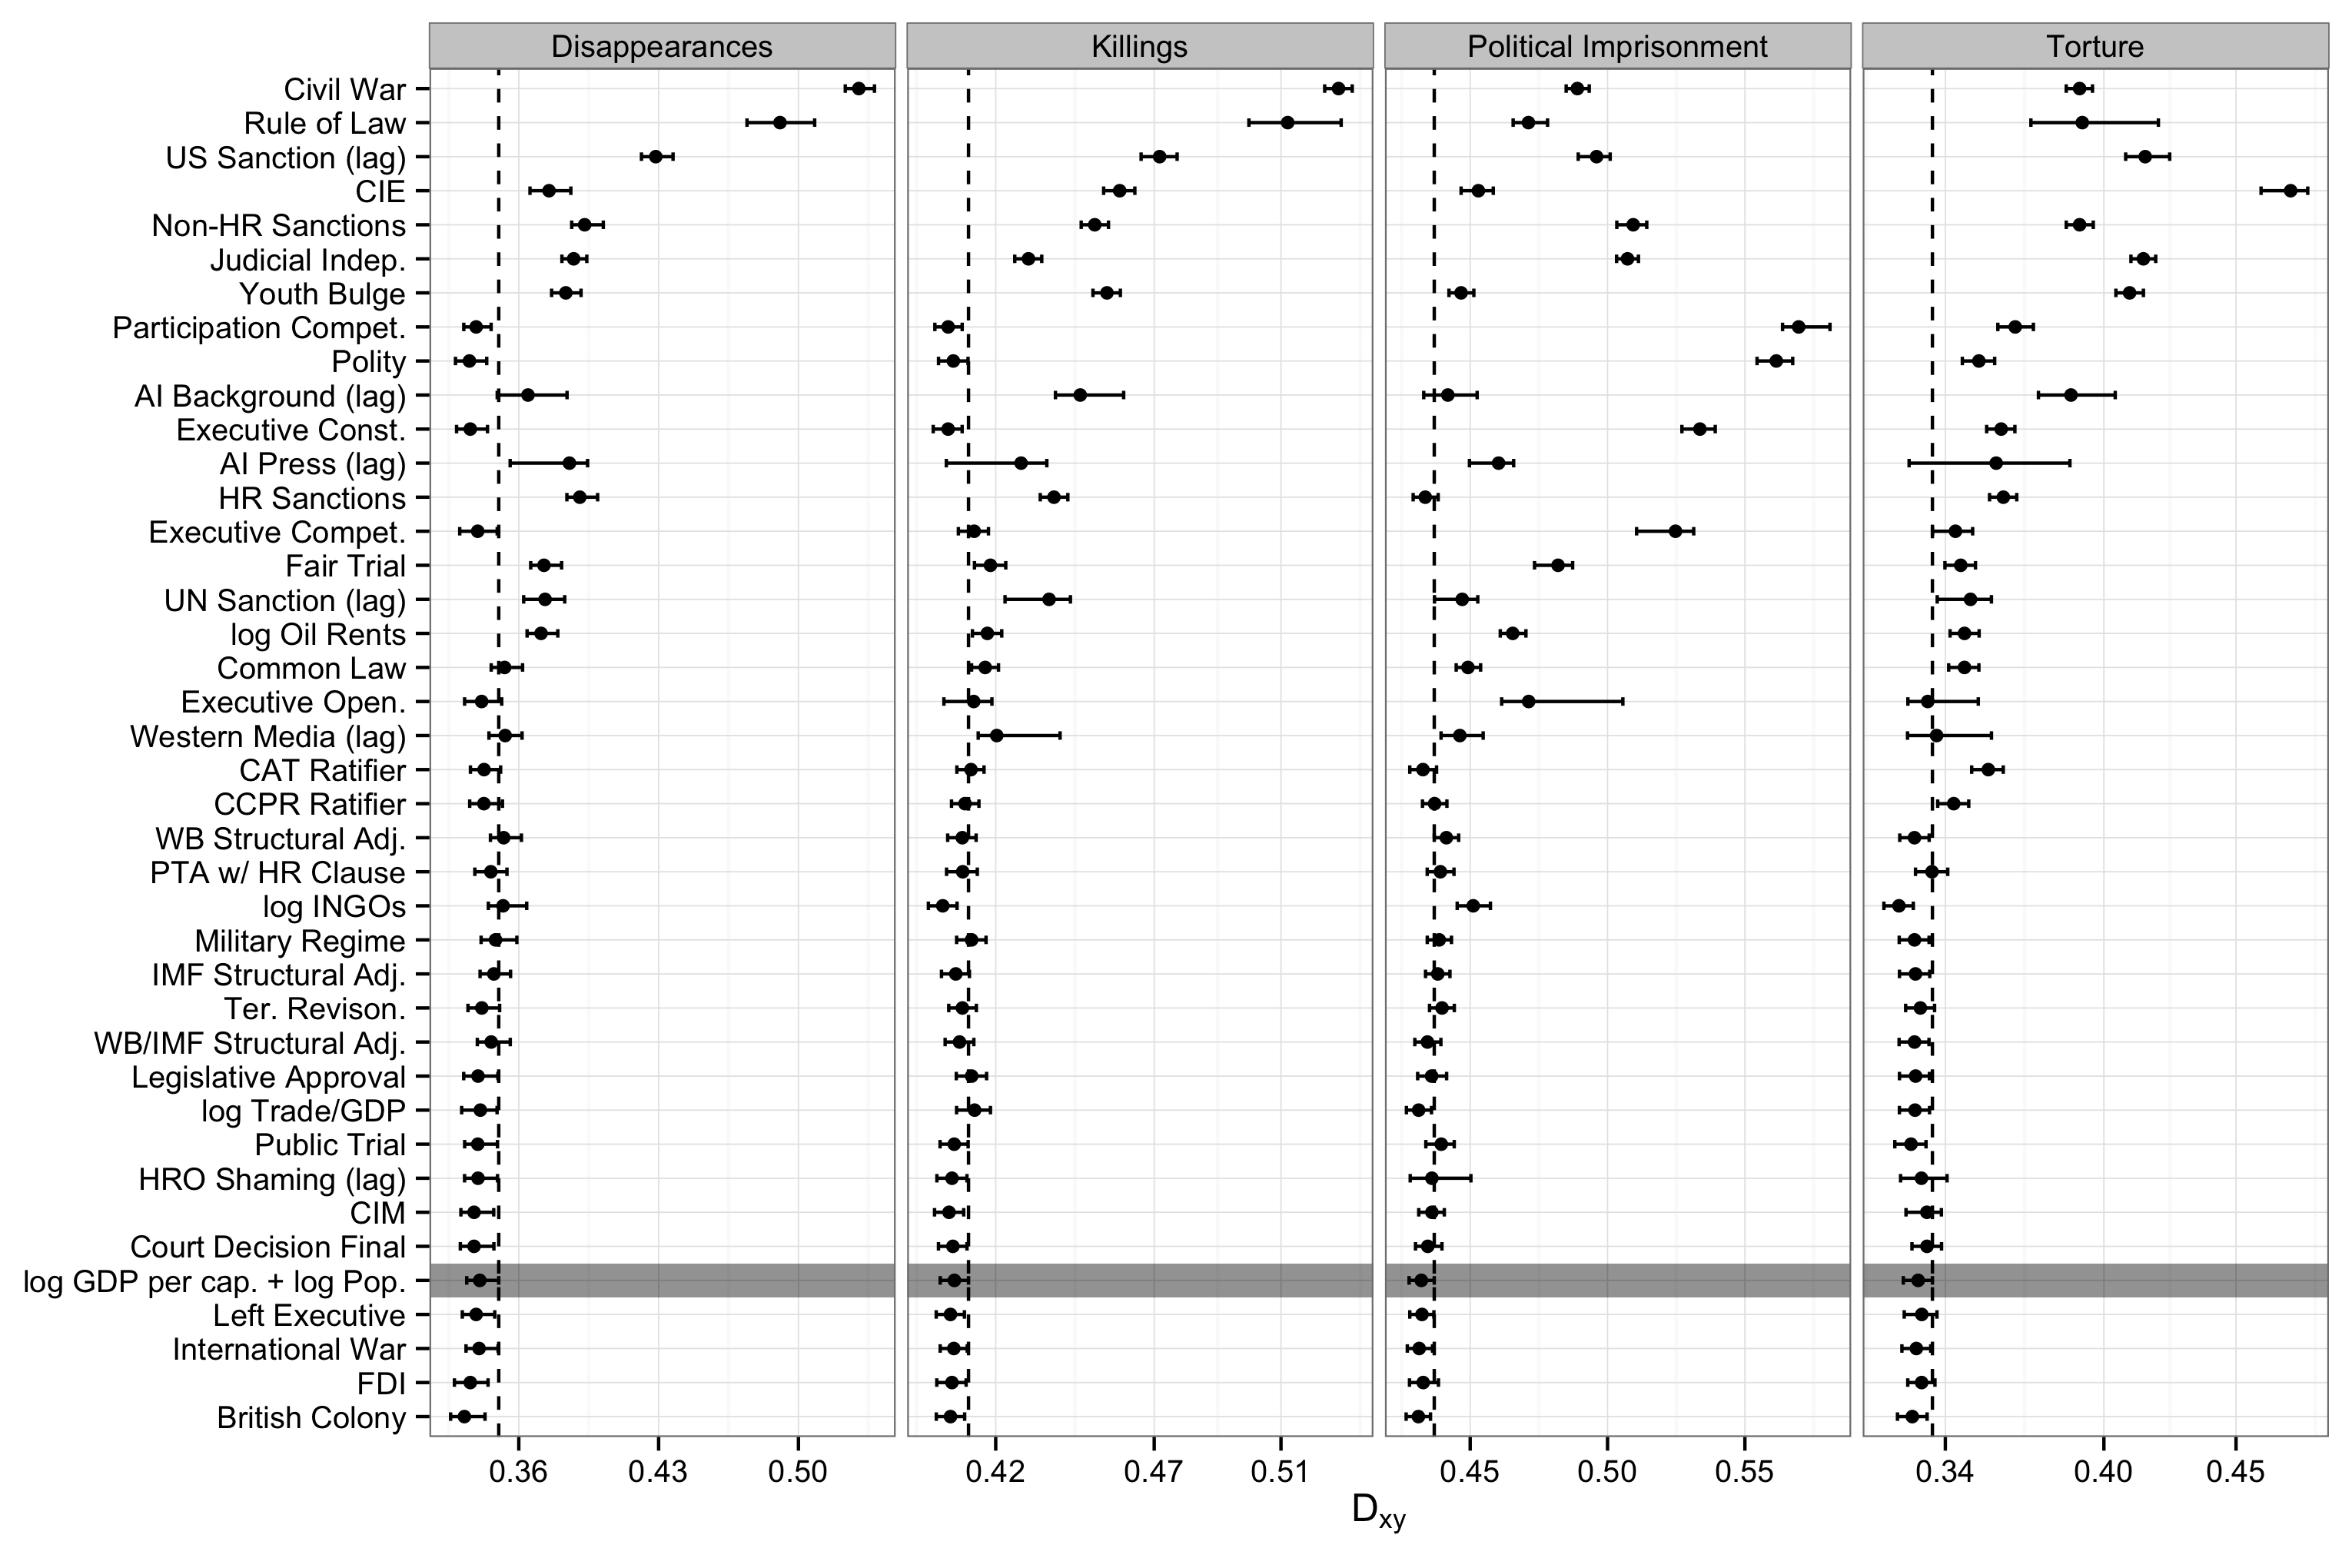 Disappearances Killings Political Imprisonment Torture
Civil War
Rule of Law
US Sanction (lag)
CIE
Non-HR Sanctions
Judicial Indep.
Youth Bulge
Participation Compet.
Polity
AI Background (lag)
Executive Const.
AI Press (lag)
HR Sanctions
Executive Compet.
Fair Trial
UN Sanction (lag)
log Oil Rents
Common Law
Executive Open.
Western Media (lag)
CAT Ratifier
CCPR Ratifier
WB Structural Adj.
PTA w/ HR Clause
log INGOs
Military Regime
IMF Structural Adj.
Ter. Revison.
WB/IMF Structural Adj.
Legislative Approval
log Trade/GDP
Public Trial
HRO Shaming (lag)
CIM
Court Decision Final
log GDP per cap. + log Pop.
Left Executive
International War
FDI
British Colony
0.36 0.43 0.50 0.42 0.47 0.51 0.45 0.50 0.55 0.34 0.40 0.45
Dxy